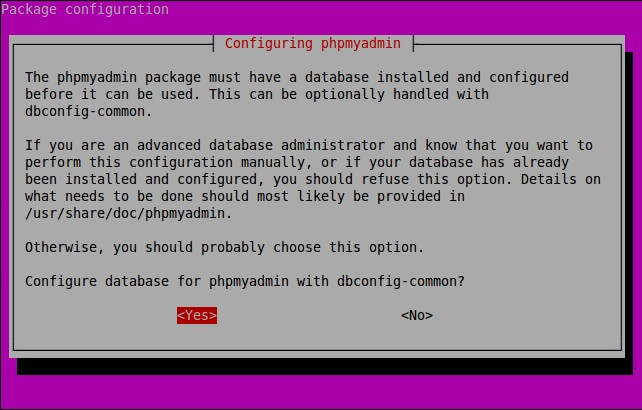 Package configuration
Configuring phpmyadmin
The phpmyadmin package must have a database installed and configured
before it can be used. This can be optionally handled with
dbconfig-common.
If you are an advanced database administrator and know that you want to
perform this configuration manually, or if your database has already
been installed and configured, you should refuse this option. Details on
what needs to be done should most likely be provided in
/usr/share/doc/phpmyadmin.
Otherwise, you should probably choose this option.
Configure database for phpmyadmin with dbconfig-common?
<Yes> <No>